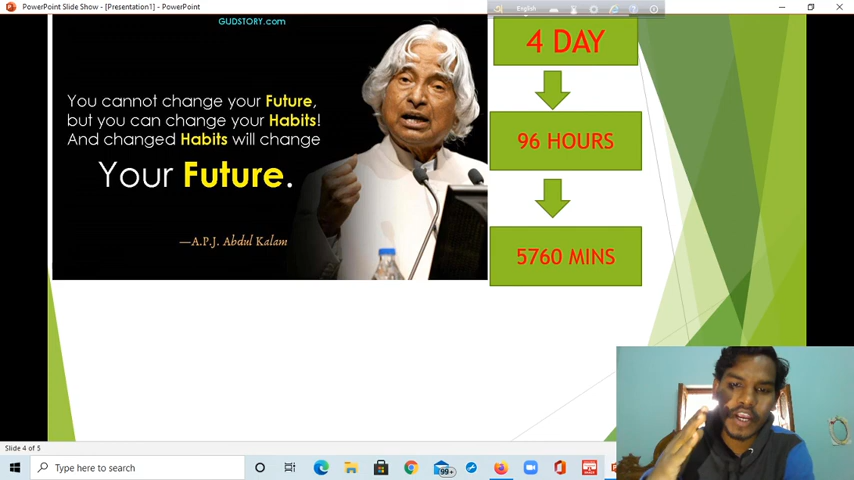 PowerPoint Slide Show - [Presentation1] - PowerPoint
English
GUDSTORY.com
You cannot change your Future,
but you can change your Habits!
And changed Habits will change
Your Future.
—A.P.J. Abdul Kalam
4 DAY
96 HOURS
5760 MINS
Slide 4 of 5
Type here to search
99+